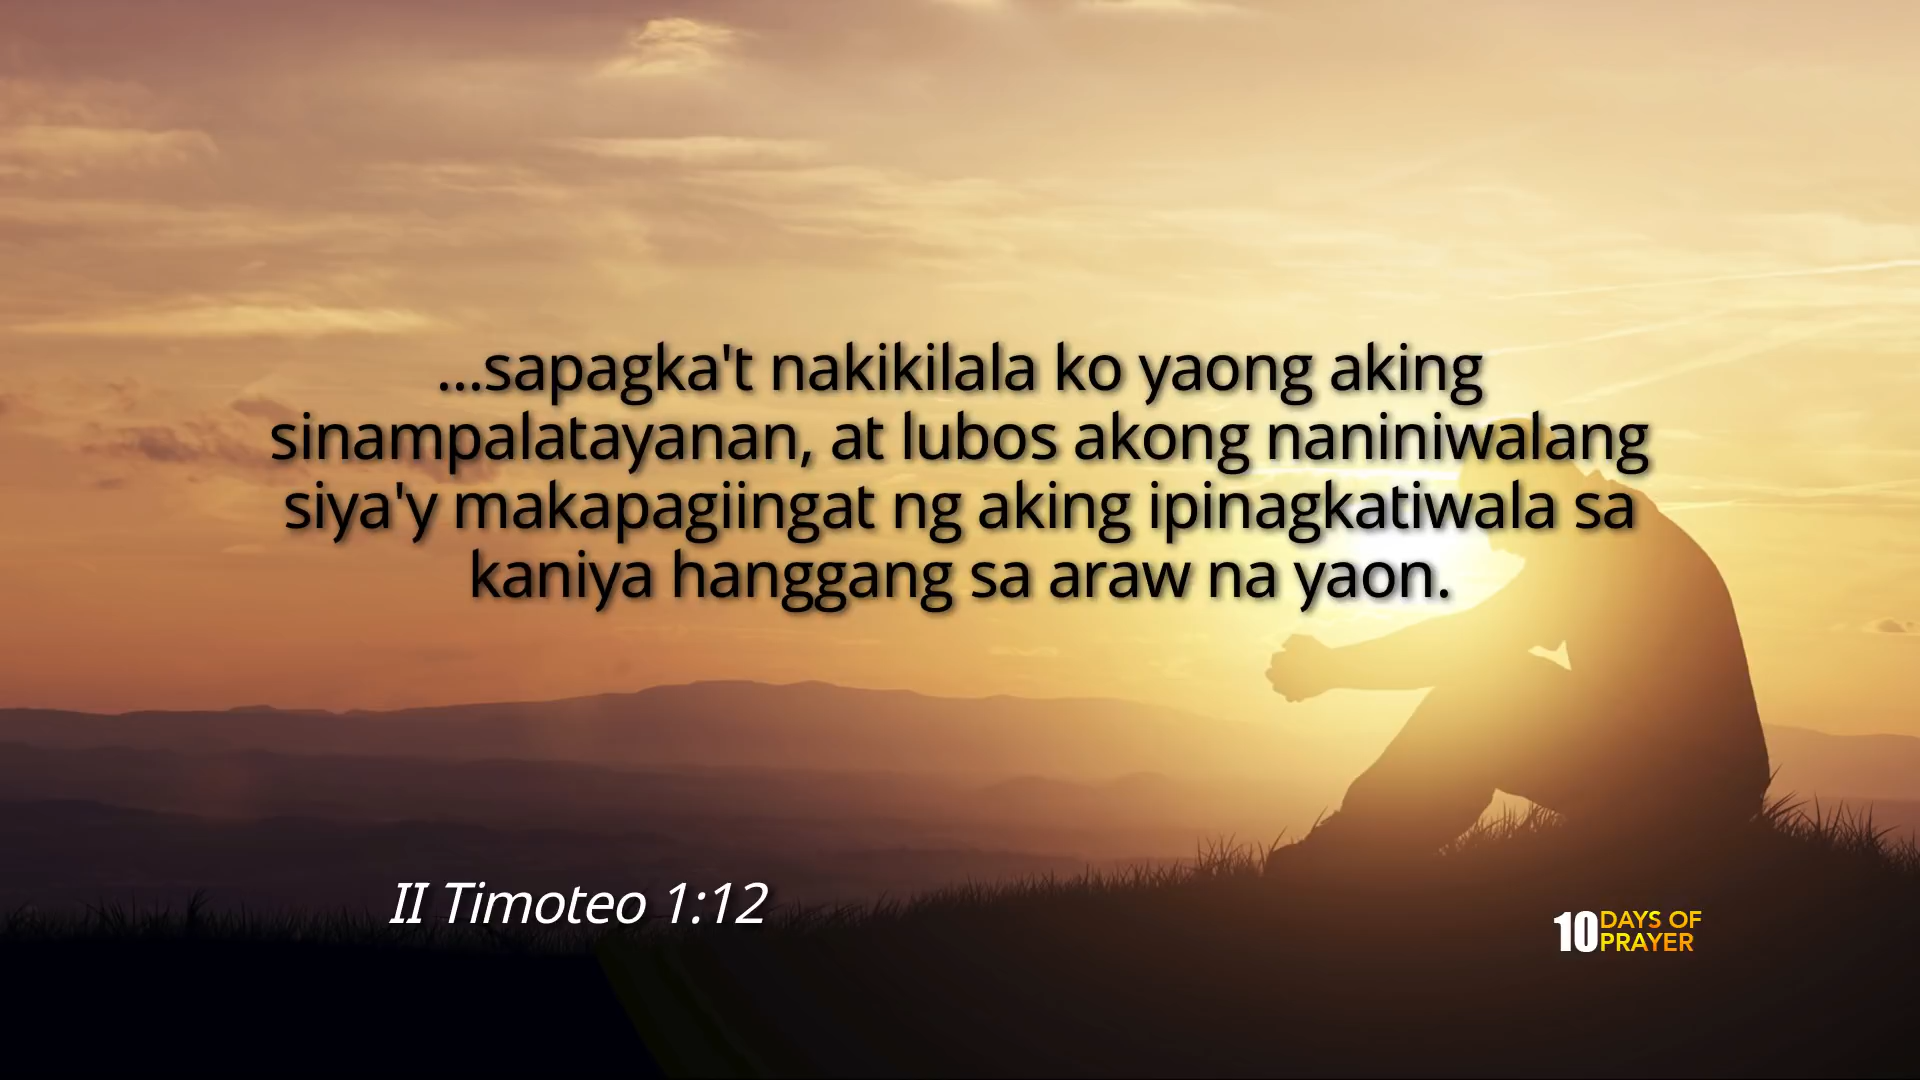 ...sapagka't nakikilala ko yaong aking
sinampalatayanan, at lubos akong naniniwalang
siya'y makapagiingat ng aking ipinagkatiwala sa
kaniya hanggang sa araw na yaon.
II Timoteo 1:12
10 DAYS OF
PRAYER